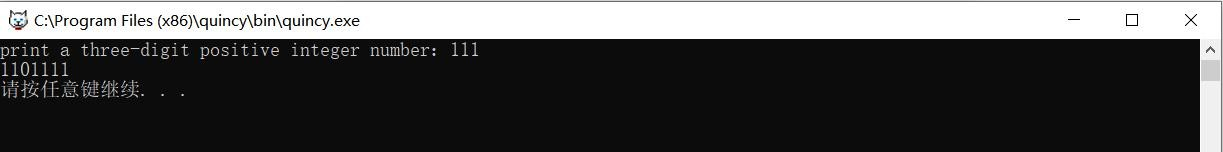 C:\Program Files (x86)\quincy\bin\quincy.exe
print a three-digit positive integer number: 111
1101111
请按任意键继续. . .